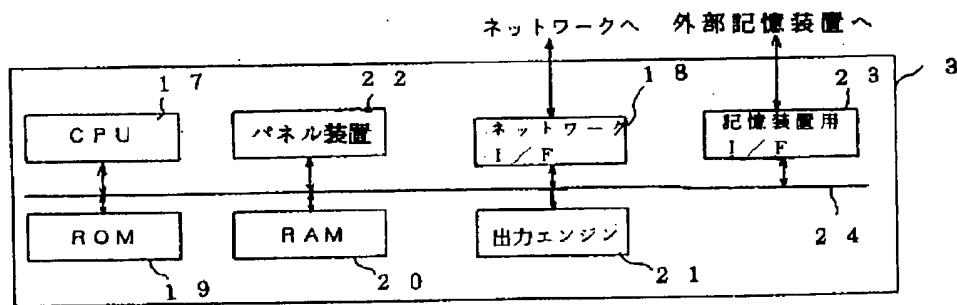 ネットワークへ 外部記憶装置へ
17 22 18 23 3
CPU パネル装置 ネットワーク 記憶装置用
I/F I/F
ROM RAM 出力エンジン 24
19 20 21